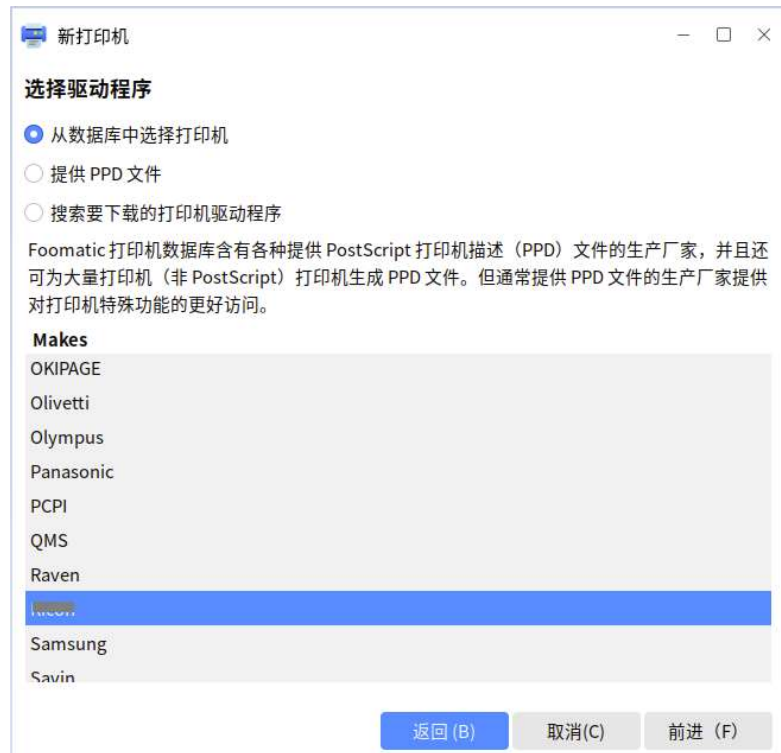 新打印机
选择驱动程序
从数据库中选择打印机
提供 PPD 文件
搜索要下载的打印机驱动程序
Foomatic 打印机数据库含有各种提供 PostScript 打印机描述（PPD）文件的生产厂家，并且还
可为大量打印机（非 PostScript）打印机生成 PPD 文件。但通常提供 PPD 文件的生产厂家提供
对打印机特殊功能的更好访问。
Makes
OKIPAGE
Olivetti
Olympus
Panasonic
PCPI
QMS
Raven
Samsung
Savin
返回 (B)
取消(C)
前进（F）